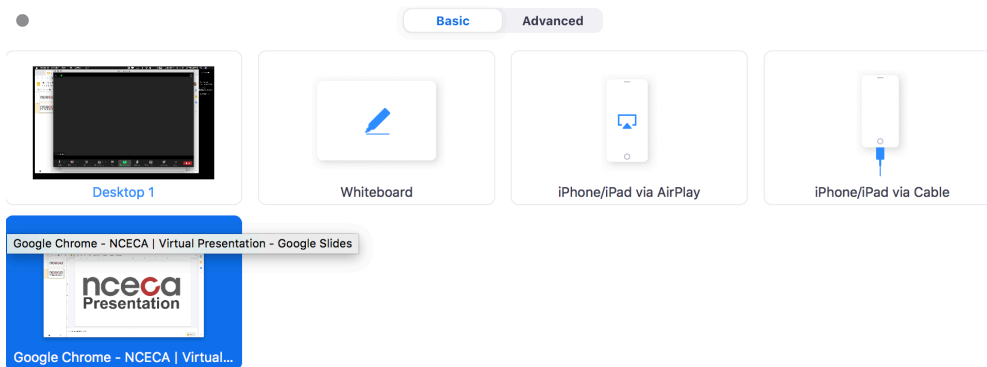 Basic
Advanced
Desktop 1
Whiteboard
iPhone/iPad via AirPlay
iPhone/iPad via Cable
Google Chrome - NCECA | Virtual Presentation - Google Slides
nceca
Presentation
Google Chrome - NCECA | Virtual...